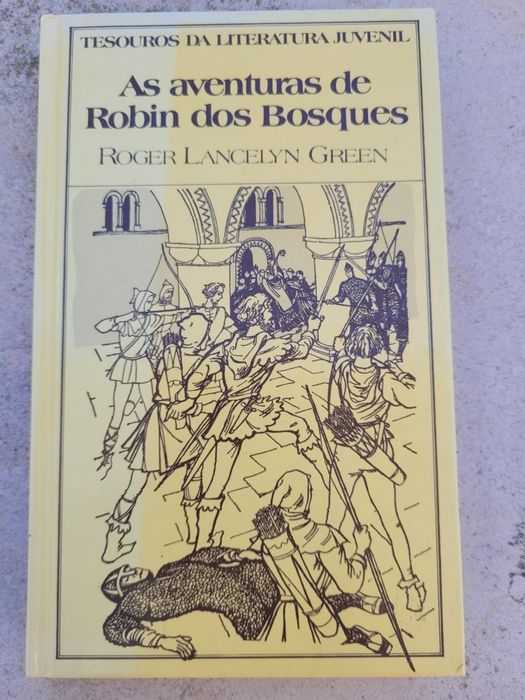 TESOUROS DA LITERATURA JUVENIL
As aventuras de
Robin dos Bosques
ROGER LANCELYN GREEN